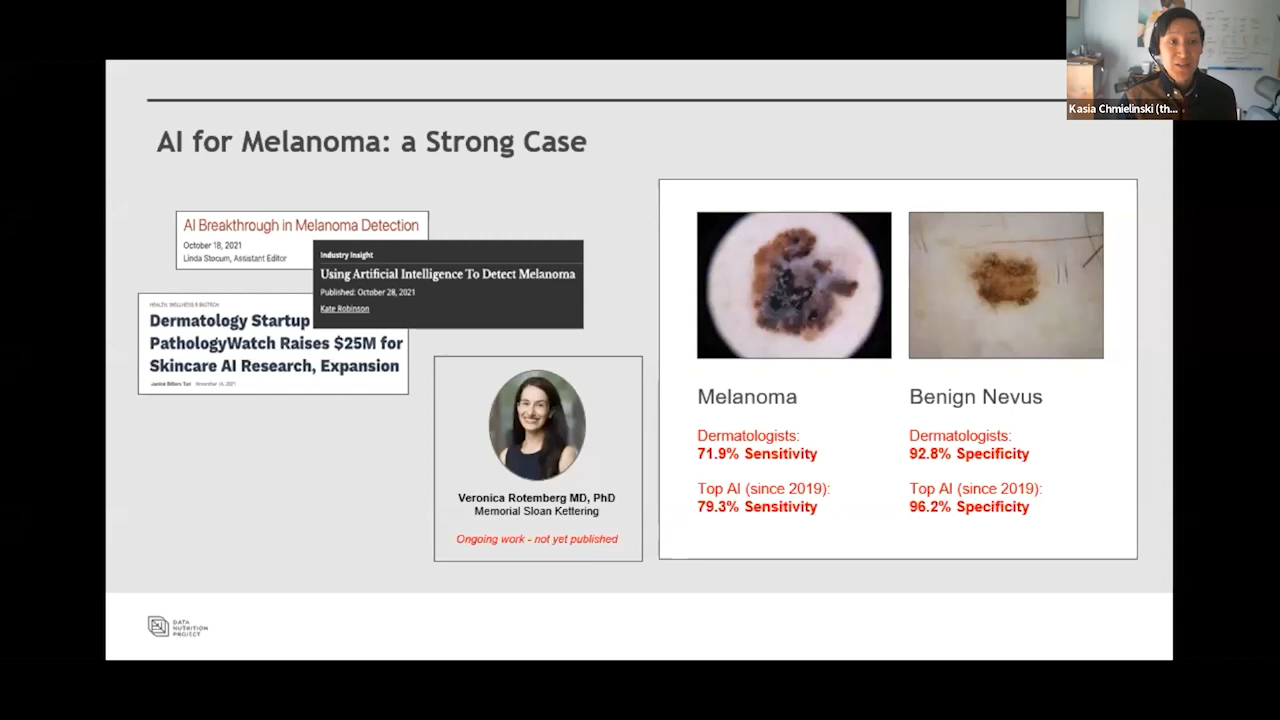 Kasia Chmielinski (th...
AI for Melanoma: a Strong Case
AI Breakthrough in Melanoma Detection
October 18, 2021
Linda Stocum, Assistant Editor
Industry Insight
Using Artificial Intelligence To Detect Melanoma
Published: October 28, 2021
Kate Robinson
HEALTH, WELLNESS & BIOTECH
Dermatology Startup
PathologyWatch Raises $25M for
Skincare AI Research, Expansion
November 16, 2021
Veronica Rotemberg MD, PhD
Memorial Sloan Kettering
Ongoing work - not yet published
Melanoma
Dermatologists:
71.9% Sensitivity
Top AI (since 2019):
79.3% Sensitivity
Benign Nevus
Dermatologists:
92.8% Specificity
Top AI (since 2019):
96.2% Specificity
DATA
NUTRITION
PROJECT